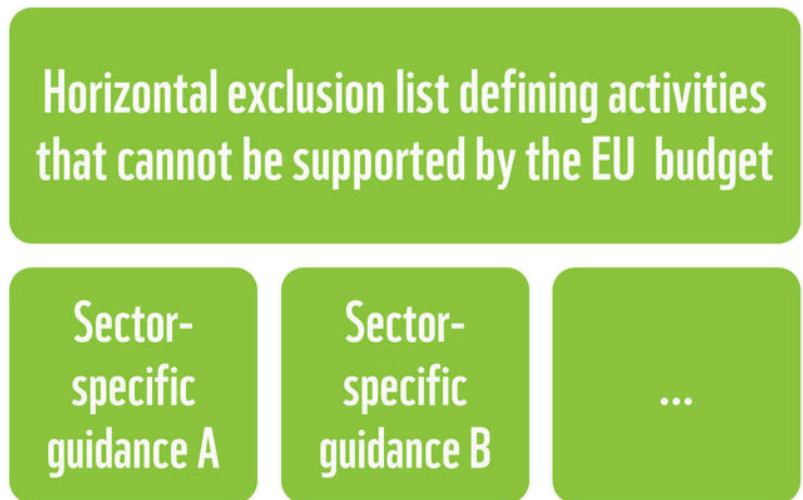 Horizontal exclusion list defining activities
that cannot be supported by the EU budget
Sector-
specific
guidance A
Sector-
specific
guidance B
...